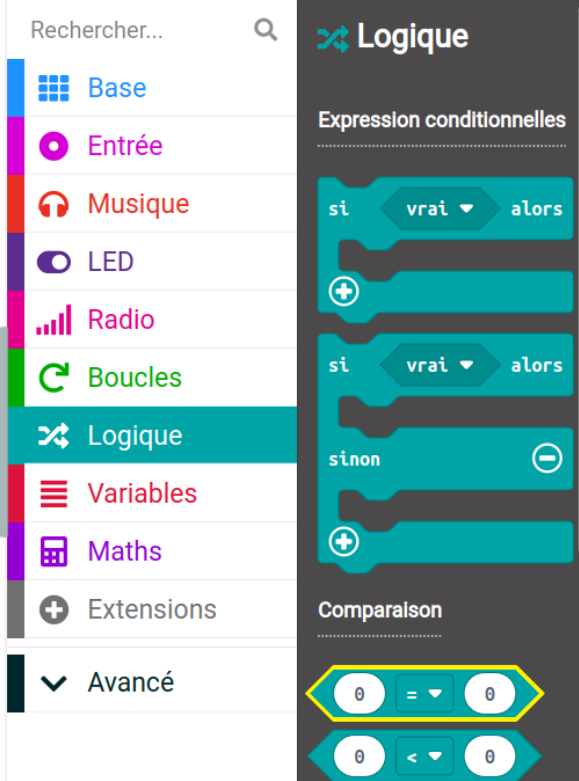 Rechercher...
Base
Entrée
Musique
LED
Radio
Boucles
Logique
Variables
Maths
Extensions
Avancé
Logique
Expression conditionnelles
si vrai alors
si vrai alors
sinon
Comparaison
0 = 0
0 < 0